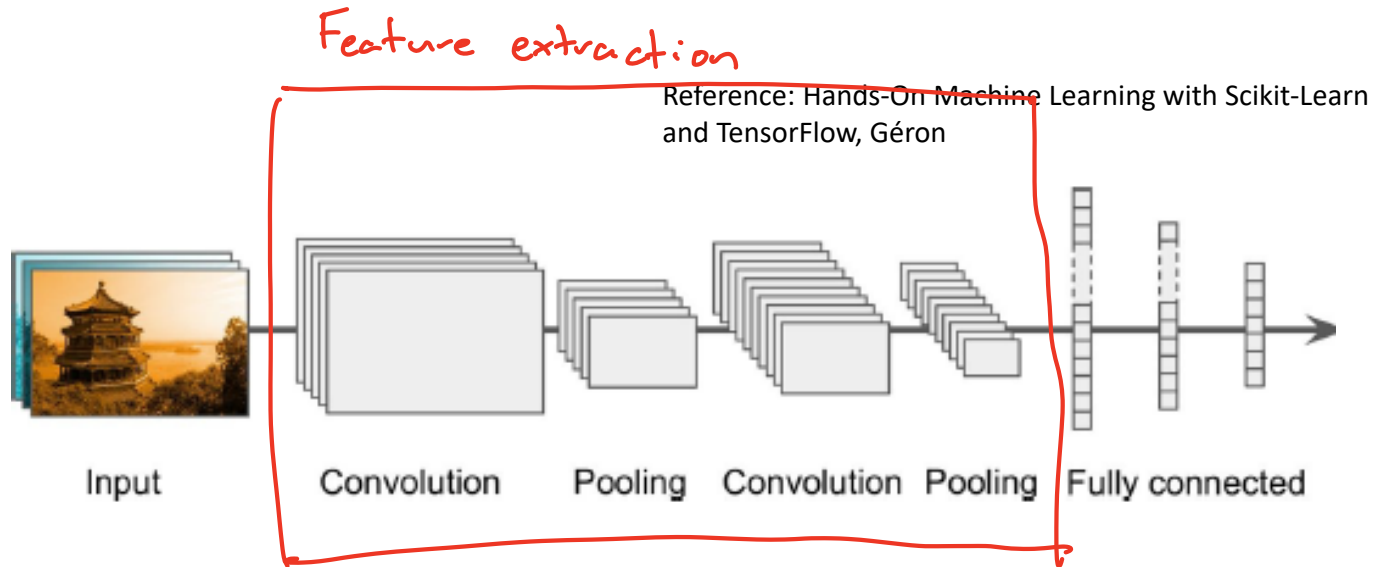 Feature extraction
Reference: Hands-On Machine Learning with Scikit-Learn
and TensorFlow, Géron
Input
Convolution
Pooling
Convolution
Pooling
Fully connected